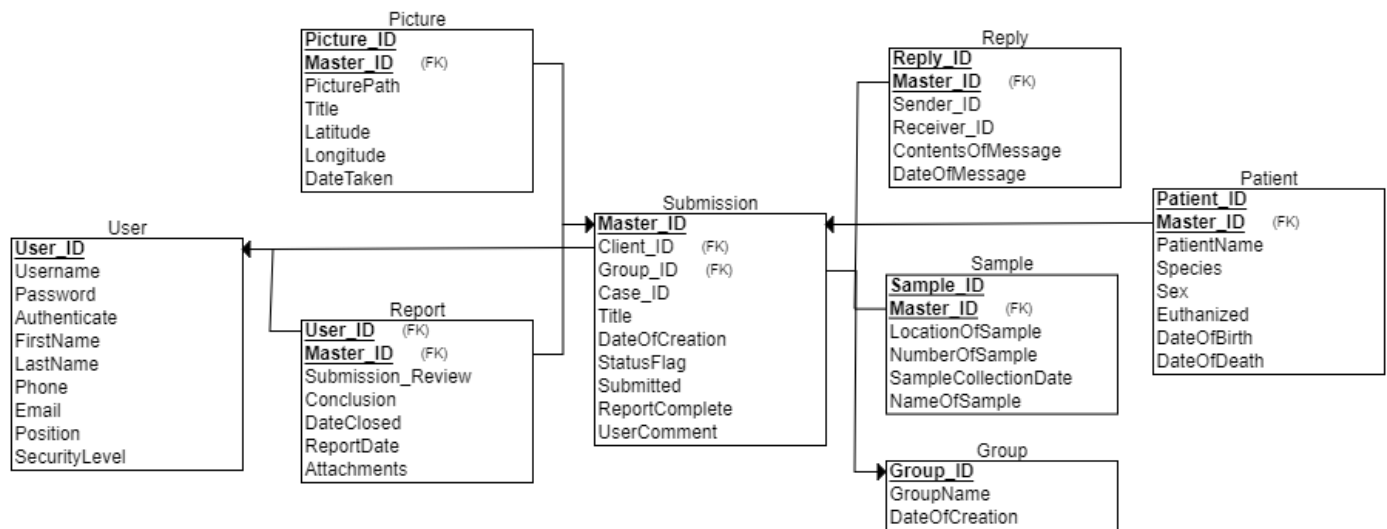 Picture
Picture_ID
Master_ID (FK)
PicturePath
Title
Latitude
Longitude
DateTaken
User
User_ID
Username
Password
Authenticate
FirstName
LastName
Phone
Email
Position
SecurityLevel
Report
User_ID (FK)
Master_ID (FK)
Submission_Review
Conclusion
DateClosed
ReportDate
Attachments
Submission
Master_ID
Client_ID (FK)
Group_ID (FK)
Case_ID
Title
DateOfCreation
StatusFlag
Submitted
ReportComplete
UserComment
Reply
Reply_ID
Master_ID (FK)
Sender_ID
Receiver_ID
ContentsOfMessage
DateOfMessage
Sample
Sample_ID
Master_ID (FK)
LocationOfSample
NumberOfSample
SampleCollectionDate
NameOfSample
Group
Group_ID
GroupName
DateOfCreation
Patient
Patient_ID
Master_ID (FK)
PatientName
Species
Sex
Euthanized
DateOfBirth
DateOfDeath